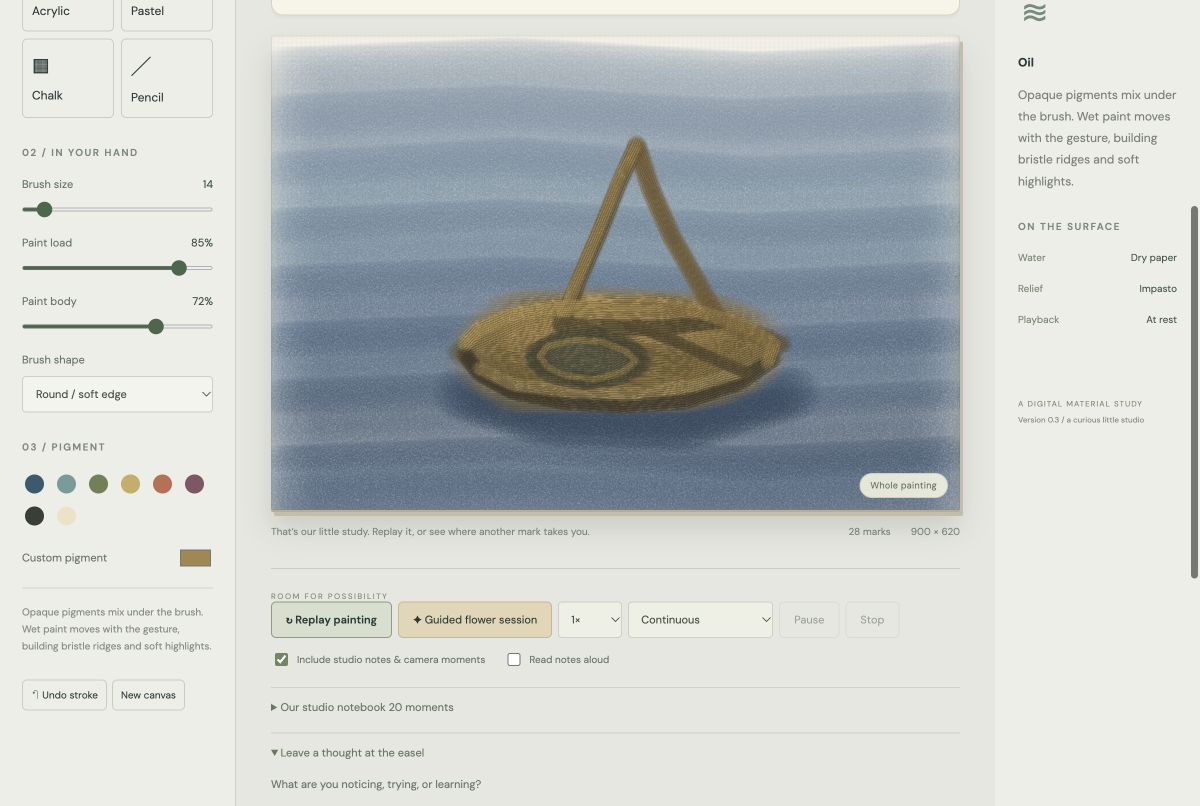 Acrylic
Pastel
Chalk
Pencil
02 / IN YOUR HAND
Brush size 14
Paint load 85%
Paint body 72%
Brush shape
Round / soft edge
03 / PIGMENT
Custom pigment
Opaque pigments mix under the brush.
Wet paint moves with the gesture,
building bristle ridges and soft highlights.
Undo stroke
New canvas
Whole painting
That's our little study. Replay it, or see where another mark takes you.
28 marks
900 × 620
ROOM FOR POSSIBILITY
↻ Replay painting
✦ Guided flower session
1×
Continuous
Pause
Stop
Include studio notes & camera moments
Read notes aloud
Our studio notebook 20 moments
Leave a thought at the easel
What are you noticing, trying, or learning?
Oil
Opaque pigments mix under
the brush. Wet paint moves
with the gesture, building
bristle ridges and soft
highlights.
ON THE SURFACE
Water Dry paper
Relief Impasto
Playback At rest
A DIGITAL MATERIAL STUDY
Version 0.3 / a curious little studio